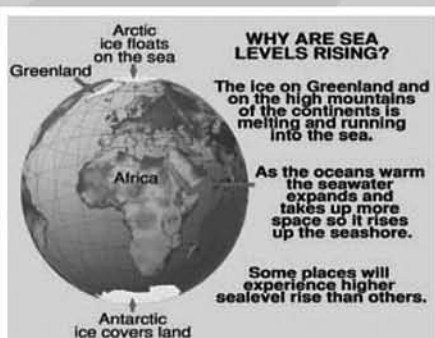 Arctic
ice floats
on the sea
Greenland
Africa
Antarctic
ice covers land
WHY ARE SEA
LEVELS RISING?
The ice on Greenland and
on the high mountains
of the continents is
melting and running
into the sea.
As the oceans warm
the seawater
expands and
takes up more
space so it rises
up the seashore.
Some places will
experience higher
sealevel rise than others.